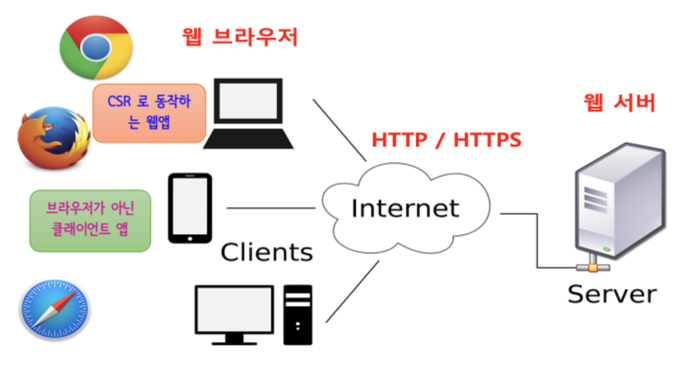 웹 브라우저
CSR 로 동작하
는 웹앱
웹 서버
HTTP / HTTPS
브라우저가 아닌
클래이언트 앱
Internet
Clients
Server